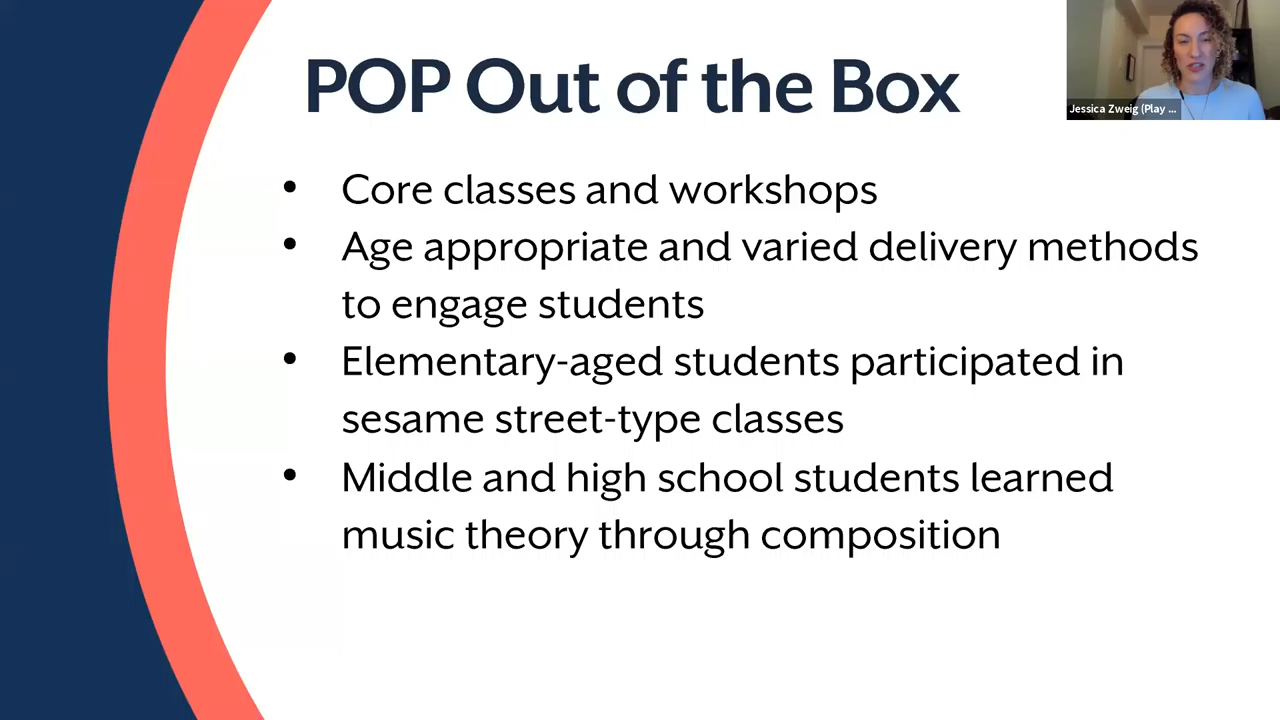 POP Out of the Box
Jessica Zweig (Play ...
• Core classes and workshops
• Age appropriate and varied delivery methods
to engage students
• Elementary-aged students participated in
sesame street-type classes
• Middle and high school students learned
music theory through composition